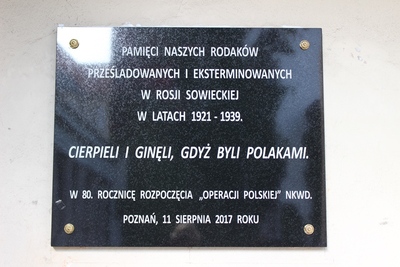 PAMIĘCI NASZYCH RODAKÓW
PRZEŚLADOWANYCH I EKSTERMINOWANYCH
W ROSJI SOWIECKIEJ
W LATACH 1921 - 1939.
CIERPIELI I GINĘLI, GDYŻ BYLI POLAKAMI.
W 80. ROCZNICĘ ROZPOCZĘCIA „OPERACJI POLSKIEJ" NKWD.
POZNAŃ, 11 SIERPNIA 2017 ROKU